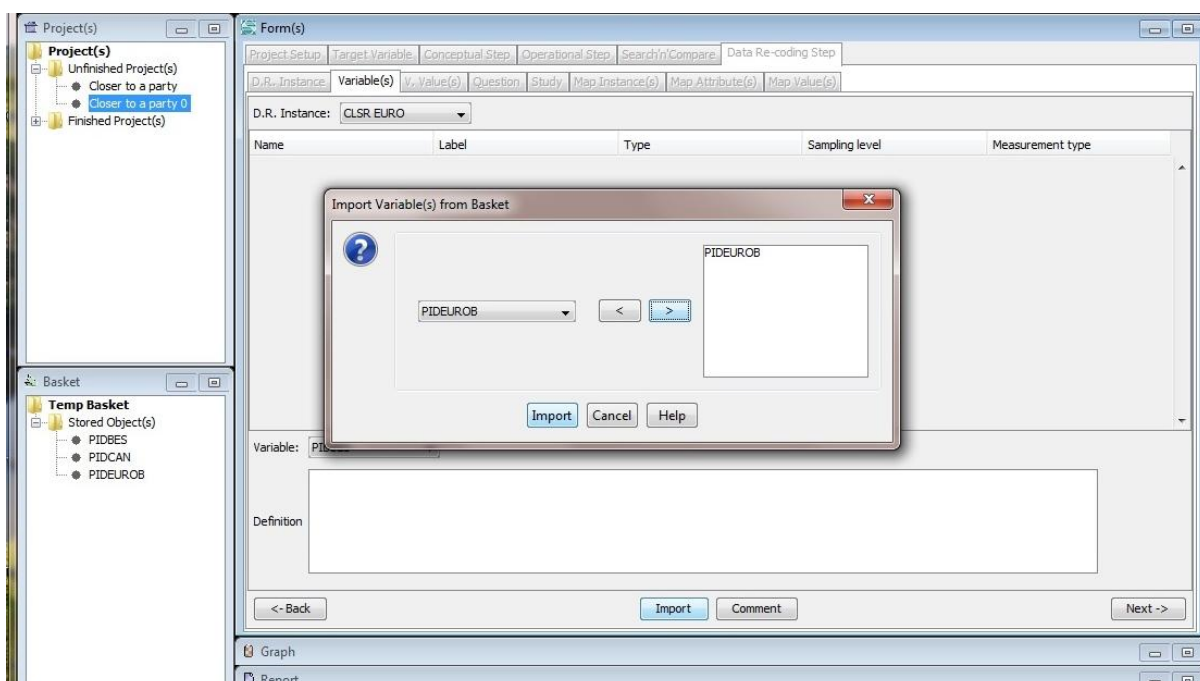 Project(s)
Project(s)
Unfinished Project(s)
Closer to a party
Closer to a party 0
Finished Project(s)
Basket
Temp Basket
Stored Object(s)
PIDBES
PIDCAN
PIDEUROB
Form(s)
Project Setup Target Variable Conceptual Step Operational Step Search'n'Compare Data Re-coding Step
D.R. Instance Variable(s) V. Value(s) Question Study Map Instance(s) Map Attribute(s) Map Value(s)
D.R. Instance: CLSR EURO
Name Label Type Sampling level Measurement type
Import Variable(s) from Basket
PIDEUROB
PIDEUROB < >
Import Cancel Help
Variable:
Definition
<- Back Import Comment Next ->
Graph
Report